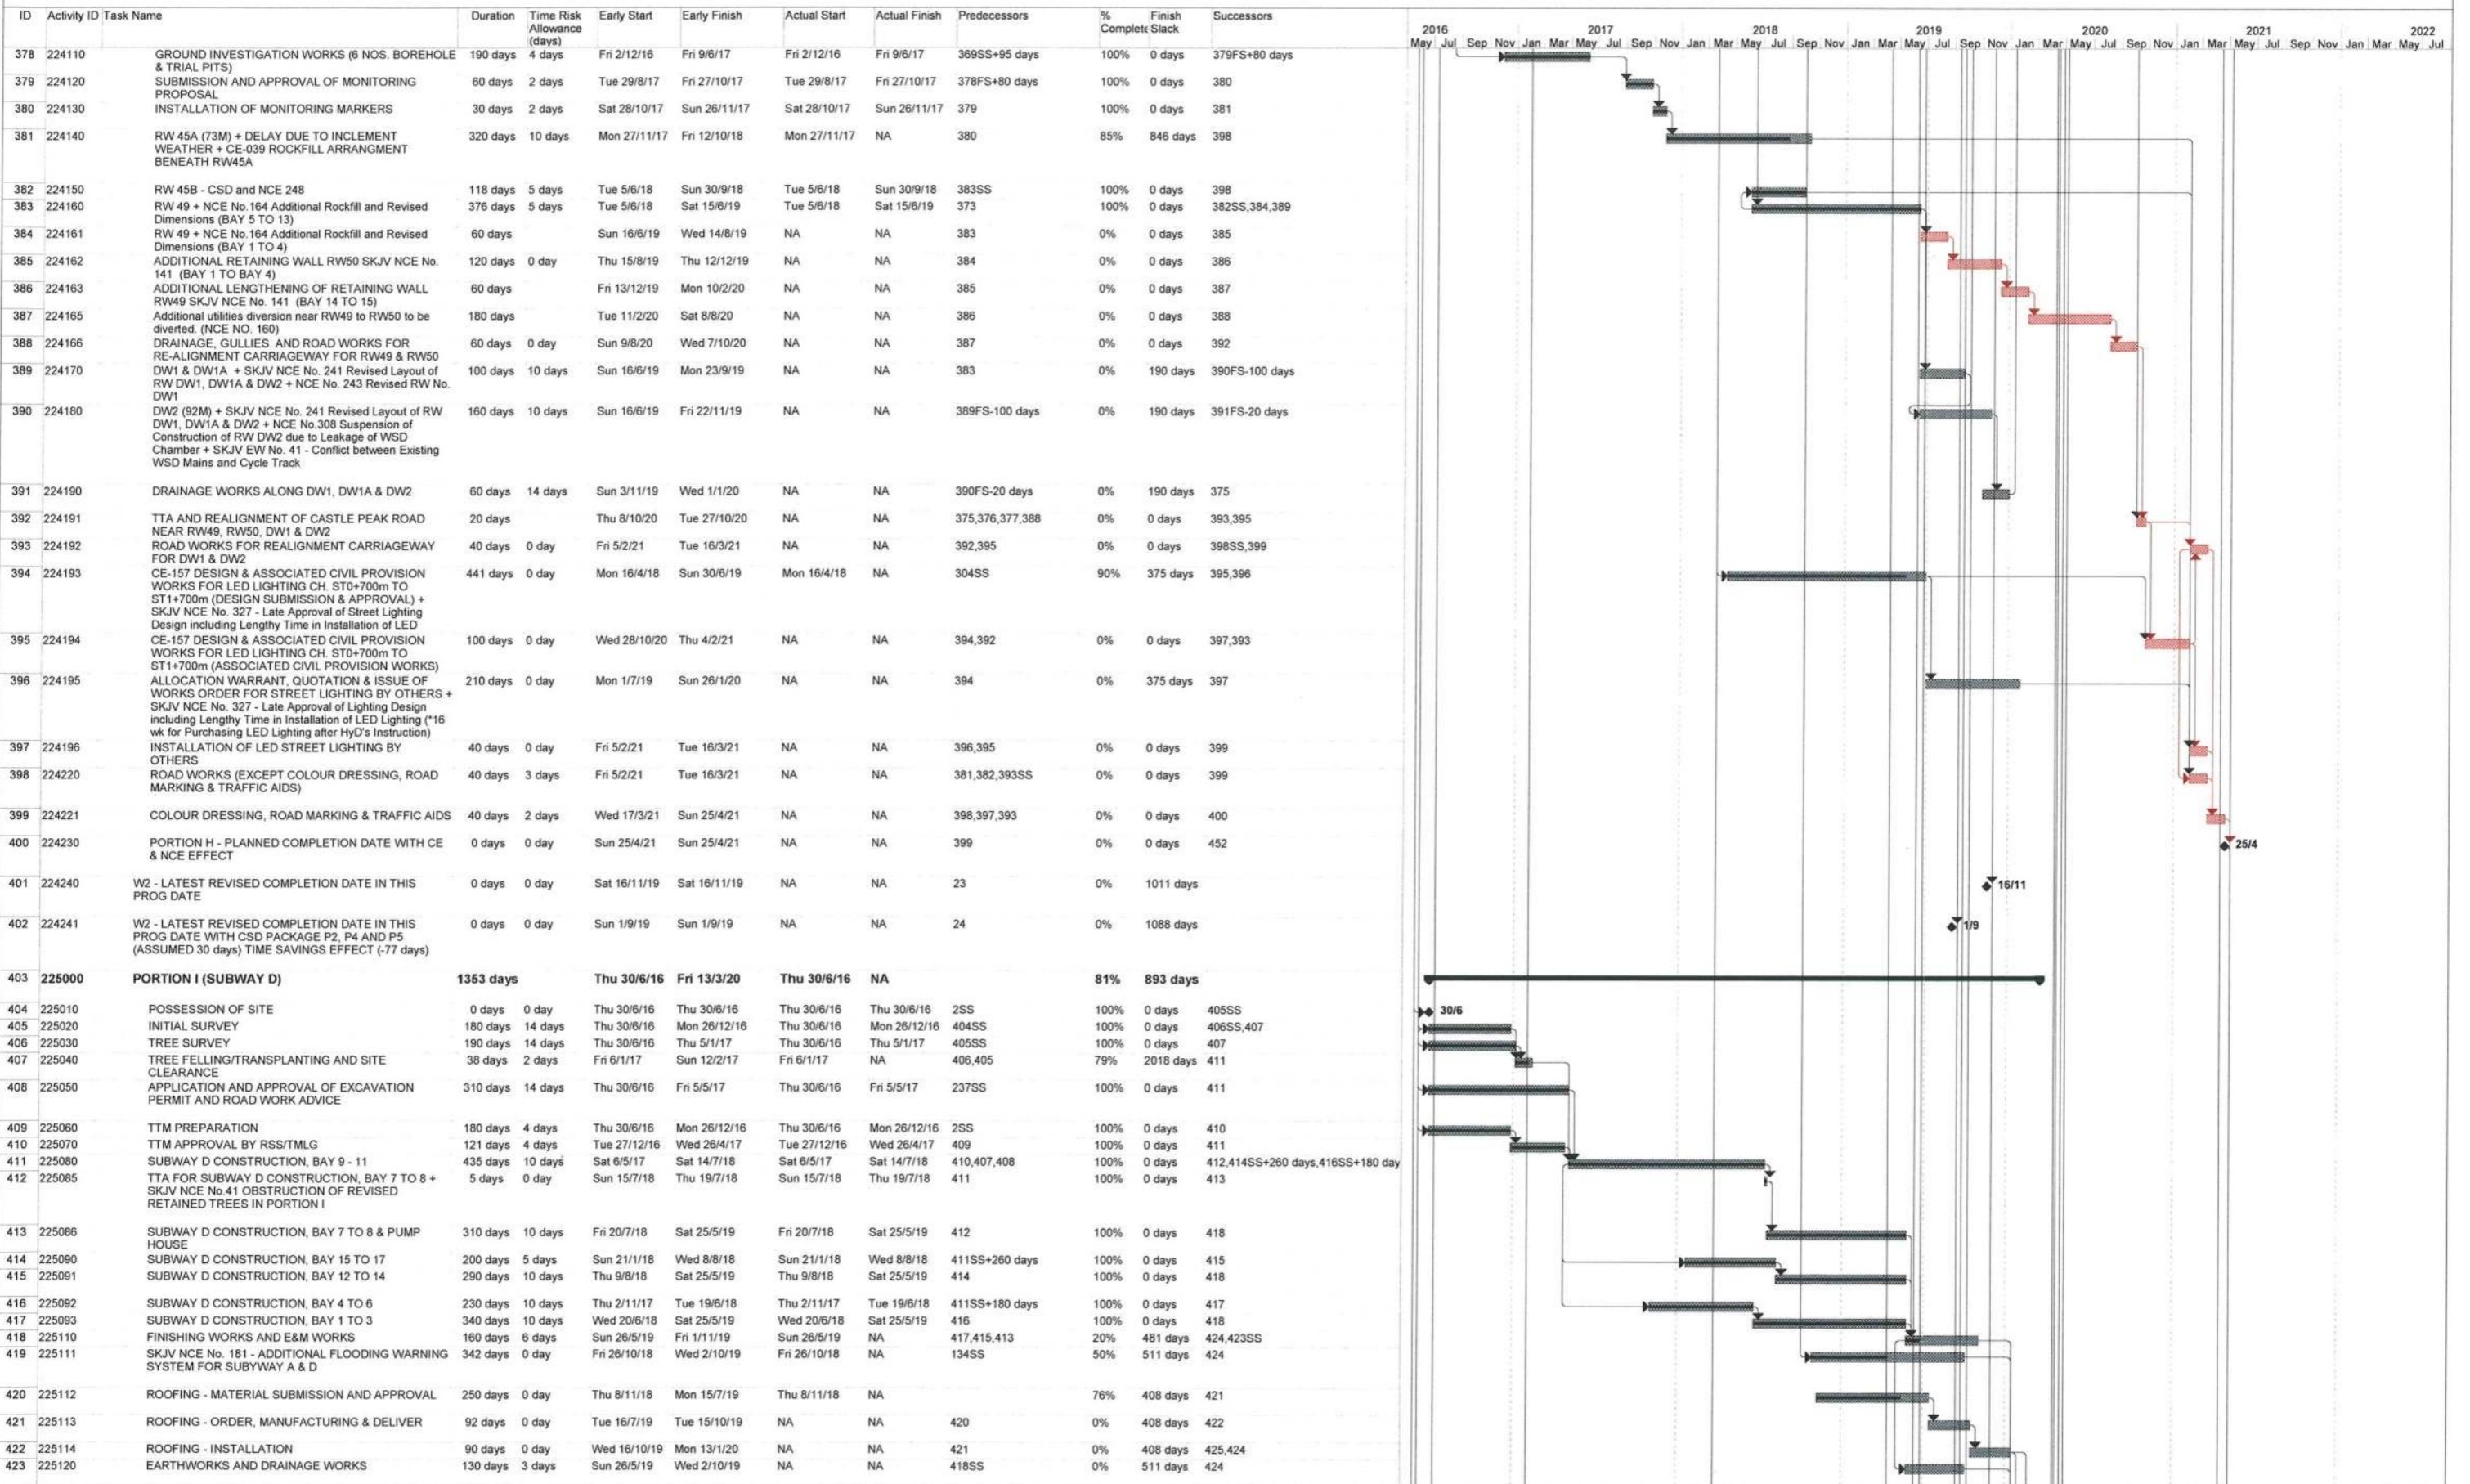 ID Activity ID Task Name Duration Time Risk Allowance (days) Early Start Early Finish Actual Start Actual Finish Predecessors % Complete Finish Slack Successors
2016 2017 2018 2019 2020 2021 2022
May Jul Sep Nov Jan Mar May Jul Sep Nov Jan Mar May Jul Sep Nov Jan Mar May Jul Sep Nov Jan Mar May Jul Sep Nov Jan Mar May Jul Sep Nov Jan Mar May Jul
378 224110 GROUND INVESTIGATION WORKS (6 NOS. BOREHOLE 190 days 4 days Fri 2/12/16 Fri 9/6/17 Fri 2/12/16 Fri 9/6/17 369SS+95 days 100% 0 days 379FS+80 days
& TRIAL PITS)
379 224120 SUBMISSION AND APPROVAL OF MONITORING 60 days 2 days Tue 29/8/17 Fri 27/10/17 Tue 29/8/17 Fri 27/10/17 378FS+80 days 100% 0 days 380
PROPOSAL
380 224130 INSTALLATION OF MONITORING MARKERS 30 days 2 days Sat 28/10/17 Sun 26/11/17 Sat 28/10/17 Sun 26/11/17 379 100% 0 days 381
381 224140 RW 45A (73M) + DELAY DUE TO INCLEMENT 320 days 10 days Mon 27/11/17 Fri 12/10/18 Mon 27/11/17 NA 380 85% 846 days 398
WEATHER + CE-039 ROCKFILL ARRANGMENT
BENEATH RW45A
382 224150 RW 45B - CSD and NCE 248 118 days 5 days Tue 5/6/18 Sun 30/9/18 Tue 5/6/18 Sun 30/9/18 383SS 100% 0 days 398
383 224160 RW 49 + NCE No.164 Additional Rockfill and Revised 376 days 5 days Tue 5/6/18 Sat 15/6/19 Tue 5/6/18 Sat 15/6/19 373 100% 0 days 382SS,384,389
Dimensions (BAY 5 TO 13)
384 224161 RW 49 + NCE No.164 Additional Rockfill and Revised 60 days Sun 16/6/19 Wed 14/8/19 NA NA 383 0% 0 days 385
Dimensions (BAY 1 TO 4)
385 224162 ADDITIONAL RETAINING WALL RW50 SKJV NCE No. 120 days 0 day Thu 15/8/19 Thu 12/12/19 NA NA 384 0% 0 days 386
141 (BAY 1 TO BAY 4)
386 224163 ADDITIONAL LENGTHENING OF RETAINING WALL 60 days Fri 13/12/19 Mon 10/2/20 NA NA 385 0% 0 days 387
RW49 SKJV NCE No. 141 (BAY 14 TO 15)
387 224165 Additional utilities diversion near RW49 to RW50 to be 180 days Tue 11/2/20 Sat 8/8/20 NA NA 386 0% 0 days 388
diverted. (NCE NO. 160)
388 224166 DRAINAGE, GULLIES AND ROAD WORKS FOR 60 days 0 day Sun 9/8/20 Wed 7/10/20 NA NA 387 0% 0 days 392
RE-ALIGNMENT CARRIAGEWAY FOR RW49 & RW50
389 224170 DW1 & DW1A + SKJV NCE No. 241 Revised Layout of 100 days 10 days Sun 16/6/19 Mon 23/9/19 NA NA 383 0% 190 days 390FS-100 days
RW DW1, DW1A & DW2 + NCE No. 243 Revised RW No.
DW1
390 224180 DW2 (92M) + SKJV NCE No. 241 Revised Layout of RW 160 days 10 days Sun 16/6/19 Fri 22/11/19 NA NA 389FS-100 days 0% 190 days 391FS-20 days
DW1, DW1A & DW2 + NCE No.308 Suspension of
Construction of RW DW2 due to Leakage of WSD
Chamber + SKJV EW No. 41 - Conflict between Existing
WSD Mains and Cycle Track
391 224190 DRAINAGE WORKS ALONG DW1, DW1A & DW2 60 days 14 days Sun 3/11/19 Wed 1/1/20 NA NA 390FS-20 days 0% 190 days 375
392 224191 TTA AND REALIGNMENT OF CASTLE PEAK ROAD 20 days Thu 8/10/20 Tue 27/10/20 NA NA 375,376,377,388 0% 0 days 393,395
NEAR RW49, RW50, DW1 & DW2
393 224192 ROAD WORKS FOR REALIGNMENT CARRIAGEWAY 40 days 0 day Fri 5/2/21 Tue 16/3/21 NA NA 392,395 0% 0 days 398SS,399
FOR DW1 & DW2
394 224193 CE-157 DESIGN & ASSOCIATED CIVIL PROVISION 441 days 0 day Mon 16/4/18 Sun 30/6/19 Mon 16/4/18 NA 304SS 90% 375 days 395,396
WORKS FOR LED LIGHTING CH. ST0+700m TO
ST1+700m (DESIGN SUBMISSION & APPROVAL) +
SKJV NCE No. 327 - Late Approval of Street Lighting
Design including Lengthy Time in Installation of LED
395 224194 CE-157 DESIGN & ASSOCIATED CIVIL PROVISION 100 days 0 day Wed 28/10/20 Thu 4/2/21 NA NA 394,392 0% 0 days 397,393
WORKS FOR LED LIGHTING CH. ST0+700m TO
ST1+700m (ASSOCIATED CIVIL PROVISION WORKS)
396 224195 ALLOCATION WARRANT, QUOTATION & ISSUE OF 210 days 0 day Mon 1/7/19 Sun 26/1/20 NA NA 394 0% 375 days 397
WORKS ORDER FOR STREET LIGHTING BY OTHERS +
SKJV NCE No. 327 - Late Approval of Lighting Design
including Lengthy Time in Installation of LED Lighting (*16
wk for Purchasing LED Lighting after HyD's Instruction)
397 224196 INSTALLATION OF LED STREET LIGHTING BY 40 days 0 day Fri 5/2/21 Tue 16/3/21 NA NA 396,395 0% 0 days 399
OTHERS
398 224220 ROAD WORKS (EXCEPT COLOUR DRESSING, ROAD 40 days 3 days Fri 5/2/21 Tue 16/3/21 NA NA 381,382,393SS 0% 0 days 399
MARKING & TRAFFIC AIDS)
399 224221 COLOUR DRESSING, ROAD MARKING & TRAFFIC AIDS 40 days 2 days Wed 17/3/21 Sun 25/4/21 NA NA 398,397,393 0% 0 days 400
400 224230 PORTION H - PLANNED COMPLETION DATE WITH CE 0 days 0 day Sun 25/4/21 Sun 25/4/21 NA NA 399 0% 0 days 452 25/4
& NCE EFFECT
401 224240 W2 - LATEST REVISED COMPLETION DATE IN THIS 0 days 0 day Sat 16/11/19 Sat 16/11/19 NA NA 23 0% 1011 days 16/11
PROG DATE
402 224241 W2 - LATEST REVISED COMPLETION DATE IN THIS 0 days 0 day Sun 1/9/19 Sun 1/9/19 NA NA 24 0% 1088 days 1/9
PROG DATE WITH CSD PACKAGE P2, P4 AND P5
(ASSUMED 30 days) TIME SAVINGS EFFECT (-77 days)
403 225000 PORTION I (SUBWAY D) 1353 days Thu 30/6/16 Fri 13/3/20 Thu 30/6/16 NA 81% 893 days
404 225010 POSSESSION OF SITE 0 days 0 day Thu 30/6/16 Thu 30/6/16 Thu 30/6/16 Thu 30/6/16 2SS 100% 0 days 405SS 30/6
405 225020 INITIAL SURVEY 180 days 14 days Thu 30/6/16 Mon 26/12/16 Thu 30/6/16 Mon 26/12/16 404SS 100% 0 days 406SS,407
406 225030 TREE SURVEY 190 days 14 days Thu 30/6/16 Thu 5/1/17 Thu 30/6/16 Thu 5/1/17 405SS 100% 0 days 407
407 225040 TREE FELLING/TRANSPLANTING AND SITE 38 days 2 days Fri 6/1/17 Sun 12/2/17 Fri 6/1/17 NA 406,405 79% 2018 days 411
CLEARANCE
408 225050 APPLICATION AND APPROVAL OF EXCAVATION 310 days 14 days Thu 30/6/16 Fri 5/5/17 Thu 30/6/16 Fri 5/5/17 237SS 100% 0 days 411
PERMIT AND ROAD WORK ADVICE
409 225060 TTM PREPARATION 180 days 4 days Thu 30/6/16 Mon 26/12/16 Thu 30/6/16 Mon 26/12/16 2SS 100% 0 days 410
410 225070 TTM APPROVAL BY RSS/TMLG 121 days 4 days Tue 27/12/16 Wed 26/4/17 Tue 27/12/16 Wed 26/4/17 409 100% 0 days 411
411 225080 SUBWAY D CONSTRUCTION, BAY 9 - 11 435 days 10 days Sat 6/5/17 Sat 14/7/18 Sat 6/5/17 Sat 14/7/18 410,407,408 100% 0 days 412,414SS+260 days,416SS+180 day
412 225085 TTA FOR SUBWAY D CONSTRUCTION, BAY 7 TO 8 + 5 days 0 day Sun 15/7/18 Thu 19/7/18 Sun 15/7/18 Thu 19/7/18 411 100% 0 days 413
SKJV NCE No.41 OBSTRUCTION OF REVISED
RETAINED TREES IN PORTION I
413 225086 SUBWAY D CONSTRUCTION, BAY 7 TO 8 & PUMP 310 days 10 days Fri 20/7/18 Sat 25/5/19 Fri 20/7/18 Sat 25/5/19 412 100% 0 days 418
HOUSE
414 225090 SUBWAY D CONSTRUCTION, BAY 15 TO 17 200 days 5 days Sun 21/1/18 Wed 8/8/18 Sun 21/1/18 Wed 8/8/18 411SS+260 days 100% 0 days 415
415 225091 SUBWAY D CONSTRUCTION, BAY 12 TO 14 290 days 10 days Thu 9/8/18 Sat 25/5/19 Thu 9/8/18 Sat 25/5/19 414 100% 0 days 418
416 225092 SUBWAY D CONSTRUCTION, BAY 4 TO 6 230 days 10 days Thu 2/11/17 Tue 19/6/18 Thu 2/11/17 Tue 19/6/18 411SS+180 days 100% 0 days 417
417 225093 SUBWAY D CONSTRUCTION, BAY 1 TO 3 340 days 10 days Wed 20/6/18 Sat 25/5/19 Wed 20/6/18 Sat 25/5/19 416 100% 0 days 418
418 225110 FINISHING WORKS AND E&M WORKS 160 days 6 days Sun 26/5/19 Fri 1/11/19 Sun 26/5/19 NA 417,415,413 20% 481 days 424,423SS
419 225111 SKJV NCE No. 181 - ADDITIONAL FLOODING WARNING 342 days 0 day Fri 26/10/18 Wed 2/10/19 Fri 26/10/18 NA 134SS 50% 511 days 424
SYSTEM FOR SUBYWAY A & D
420 225112 ROOFING - MATERIAL SUBMISSION AND APPROVAL 250 days 0 day Thu 8/11/18 Mon 15/7/19 Thu 8/11/18 NA 76% 408 days 421
421 225113 ROOFING - ORDER, MANUFACTURING & DELIVER 92 days 0 day Tue 16/7/19 Tue 15/10/19 NA NA 420 0% 408 days 422
422 225114 ROOFING - INSTALLATION 90 days 0 day Wed 16/10/19 Mon 13/1/20 NA NA 421 0% 408 days 425,424
423 225120 EARTHWORKS AND DRAINAGE WORKS 130 days 3 days Sun 26/5/19 Wed 2/10/19 NA NA 418SS 0% 511 days 424